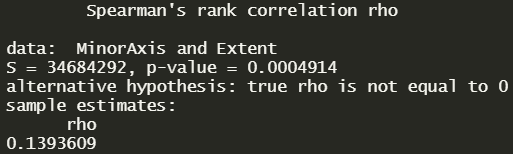 Spearman's rank correlation rho
data: MinorAxis and Extent
S = 34684292, p-value = 0.0004914
alternative hypothesis: true rho is not equal to 0
sample estimates:
rho
0.1393609